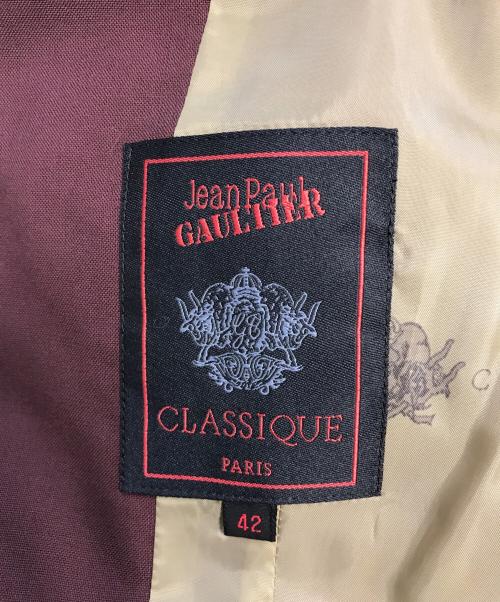 Jean Paul
GAULTIER
CLASSIQUE
PARIS
42